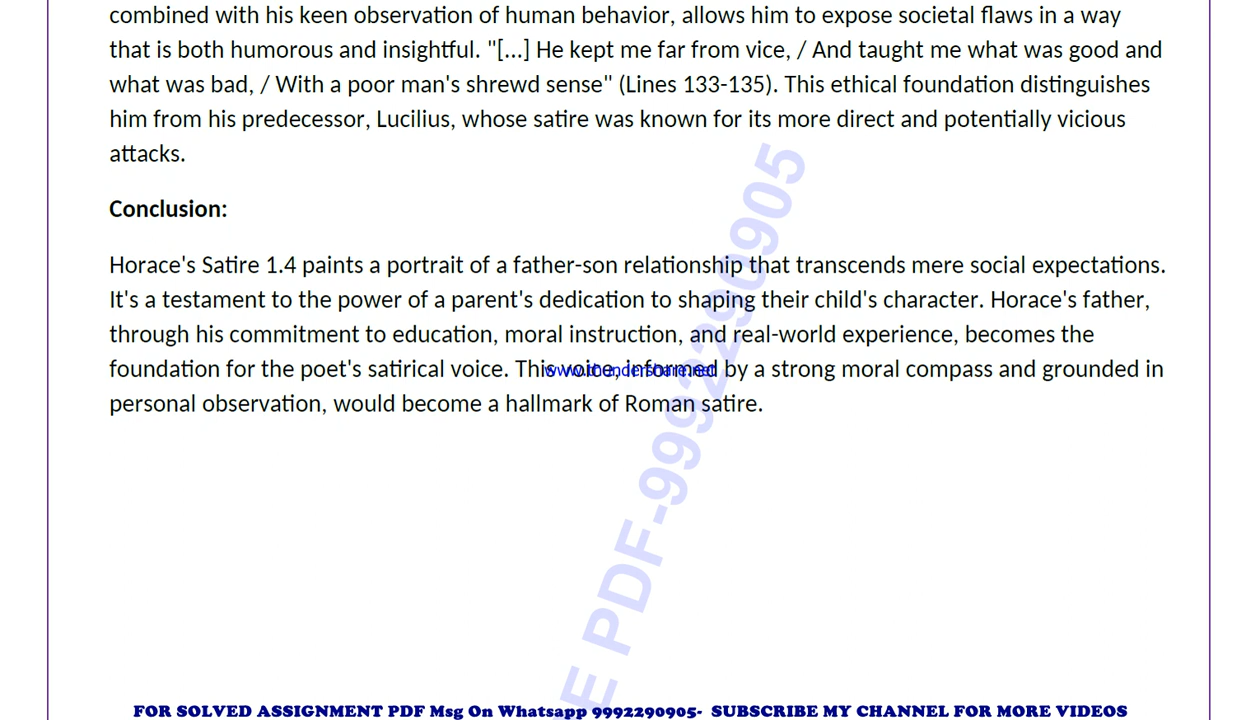 combined with his keen observation of human behavior, allows him to expose societal flaws in a way
that is both humorous and insightful. "[...] He kept me far from vice, / And taught me what was good and
what was bad, / With a poor man's shrewd sense" (Lines 133-135). This ethical foundation distinguishes
him from his predecessor, Lucilius, whose satire was known for its more direct and potentially vicious
attacks.
Conclusion:
Horace's Satire 1.4 paints a portrait of a father-son relationship that transcends mere social expectations.
It's a testament to the power of a parent's dedication to shaping their child's character. Horace's father,
through his commitment to education, moral instruction, and real-world experience, becomes the
foundation for the poet's satirical voice. This voice, informed by a strong moral compass and grounded in
personal observation, would become a hallmark of Roman satire.
E PDF-9992290905
FOR SOLVED ASSIGNMENT PDF Msg On Whatsapp 9992290905- SUBSCRIBE MY CHANNEL FOR MORE VIDEOS